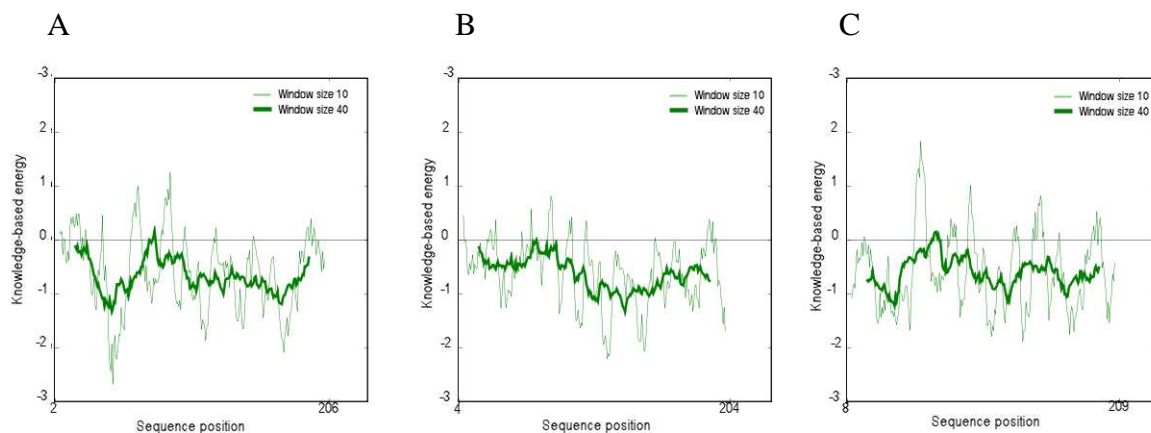 A
B
C
-3
2
1
0
-1
-2
-3
Knowledge-based energy
Window size 10
Window size 40
2
206
Sequence position
-3
2
1
0
-1
-2
-3
Knowledge-based energy
Window size 10
Window size 40
4
204
Sequence position
-3
2
1
0
-1
-2
-3
Knowledge-based energy
Window size 10
Window size 40
8
209
Sequence position